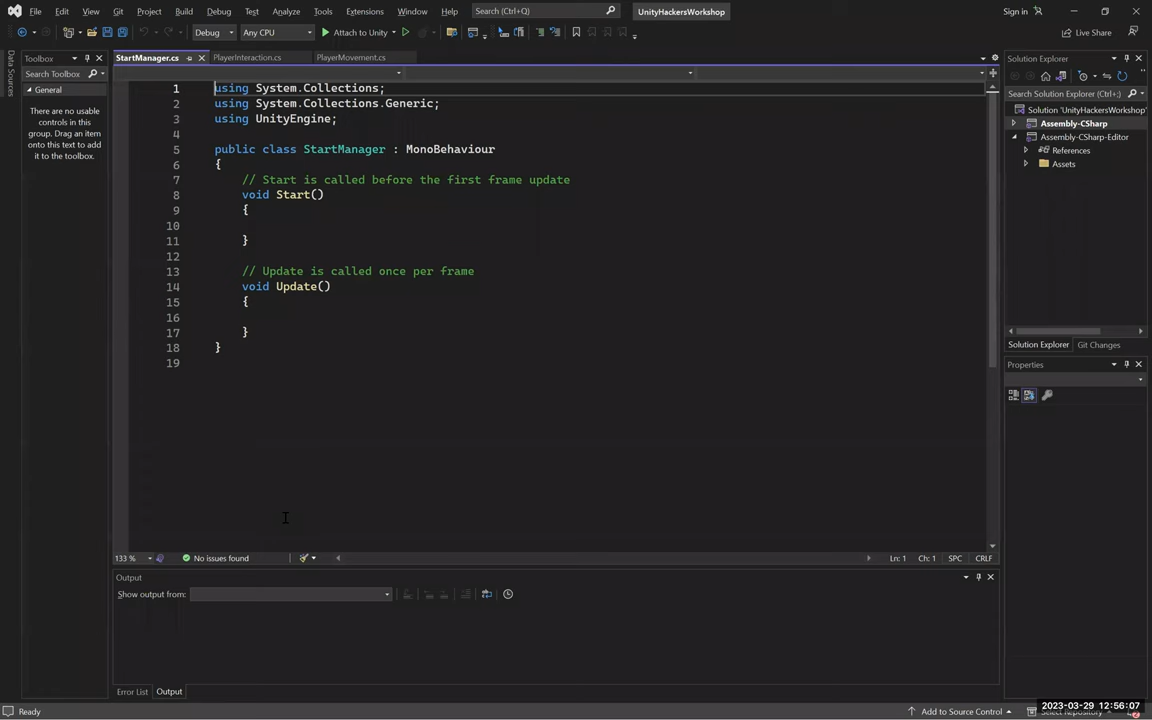 File Edit View Git Project Build Debug Test Analyze Tools Extensions Window Help Search (Ctrl+Q) UnityHackersWorkshop Sign in
Debug Any CPU Attach to Unity Live Share
Data Sources
Toolbox
Search Toolbox
General
There are no usable controls in this group. Drag an item onto this text to add it to the toolbox.
StartManager.cs PlayerInteraction.cs PlayerMovement.cs
1 using System.Collections;
2 using System.Collections.Generic;
3 using UnityEngine;
4
5 public class StartManager : MonoBehaviour
6 {
7 // Start is called before the first frame update
8 void Start()
9 {
10
11 }
12
13 // Update is called once per frame
14 void Update()
15 {
16
17 }
18 }
19
133 % No issues found Ln: 1 Ch: 1 SPC CRLF
Output
Show output from:
Error List Output
Solution Explorer
Search Solution Explorer (Ctrl+;)
Solution 'UnityHackersWorkshop'
Assembly-CSharp
Assembly-CSharp-Editor
References
Assets
Solution Explorer Git Changes
Properties
Ready Add to Source Control
2023-03-29 12:56:07